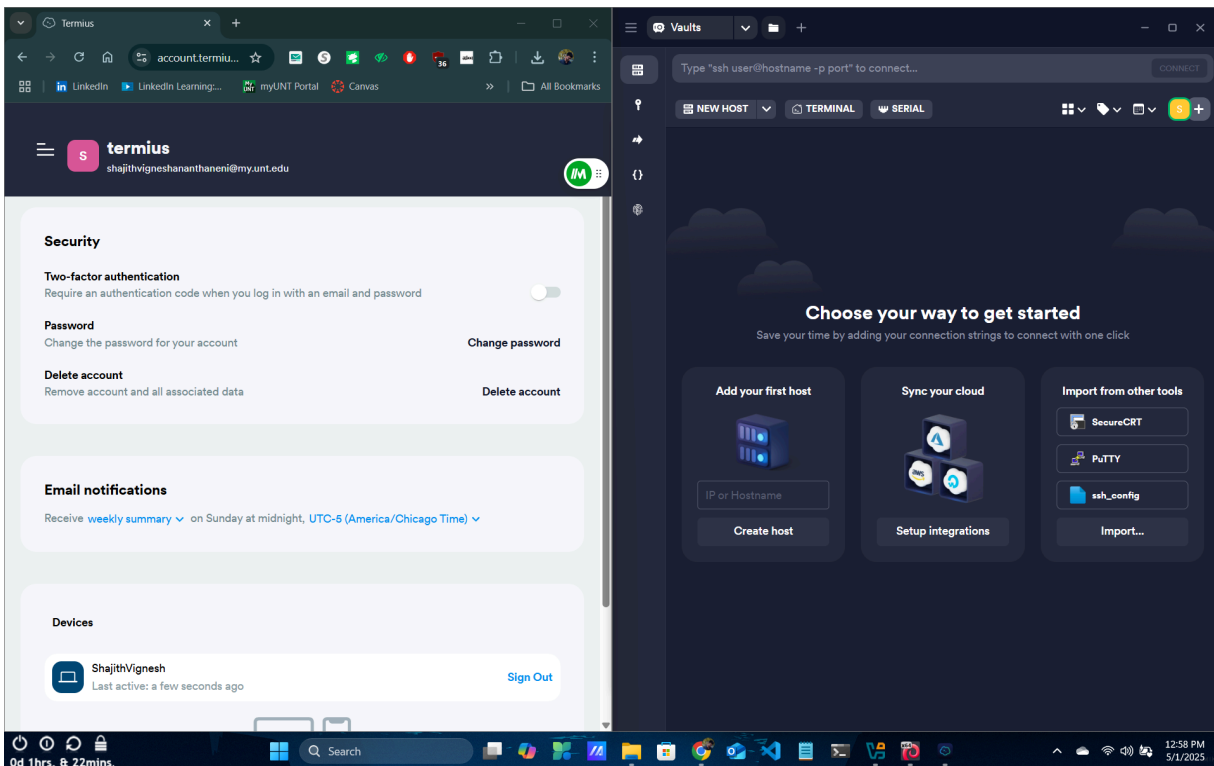 Termius
account.termiu...
36
LinkedIn
LinkedIn Learning:...
myUNT Portal
Canvas
»
All Bookmarks
S
termius
shajithvigneshananthaneni@my.unt.edu
Security
Two-factor authentication
Require an authentication code when you log in with an email and password
Password
Change the password for your account
Change password
Delete account
Remove account and all associated data
Delete account
Email notifications
Receive weekly summary on Sunday at midnight, UTC-5 (America/Chicago Time)
Devices
ShajithVignesh
Last active: a few seconds ago
Sign Out
Vaults
Type "ssh user@hostname -p port" to connect...
CONNECT
NEW HOST
TERMINAL
SERIAL
S
Choose your way to get started
Save your time by adding your connection strings to connect with one click
Add your first host
IP or Hostname
Create host
Sync your cloud
aws
Setup integrations
Import from other tools
SecureCRT
PuTTY
ssh_config
Import...
0d 1hrs. & 22mins.
Search
12:58 PM
5/1/2025